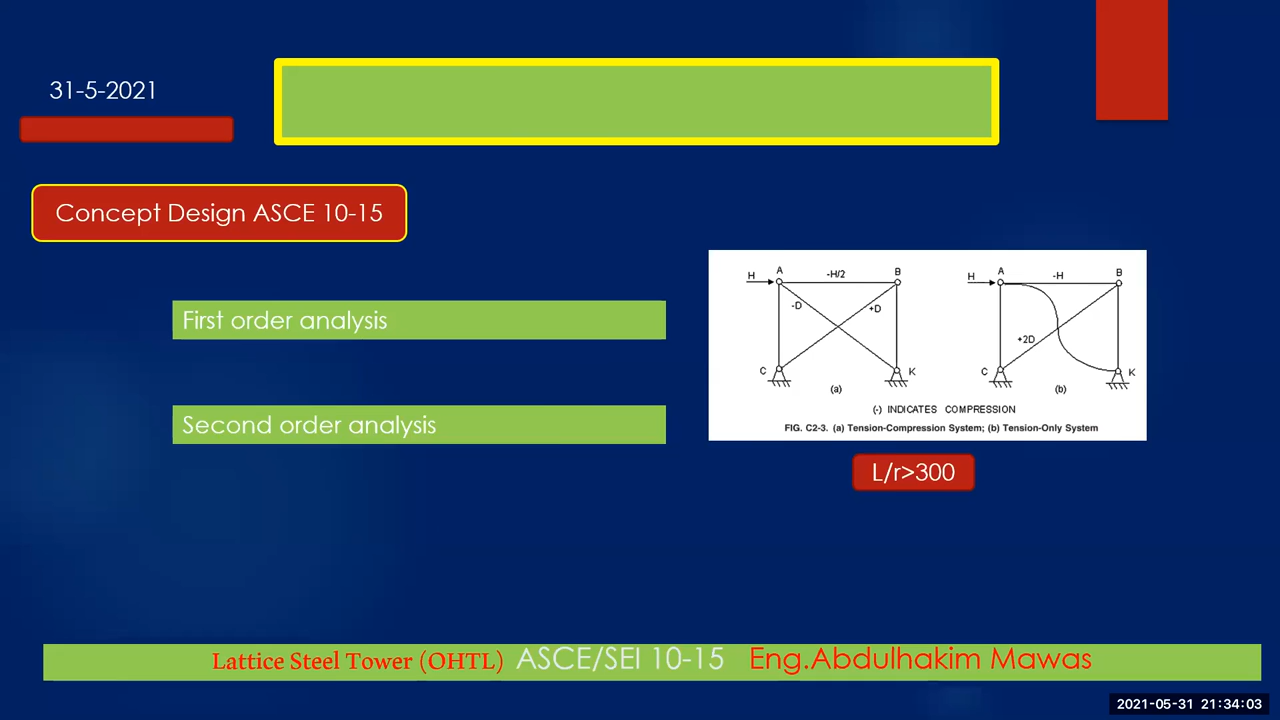 31-5-2021
Concept Design ASCE 10-15
First order analysis
Second order analysis
H A -H/2 B
-D +D
C K
(a)
H A -H B
+2D
C K
(b)
(-) INDICATES COMPRESSION
FIG. C2-3. (a) Tension-Compression System; (b) Tension-Only System
L/r>300
Lattice Steel Tower (OHTL) ASCE/SEI 10-15 Eng.Abdulhakim Mawas
2021-05-31 21:34:03